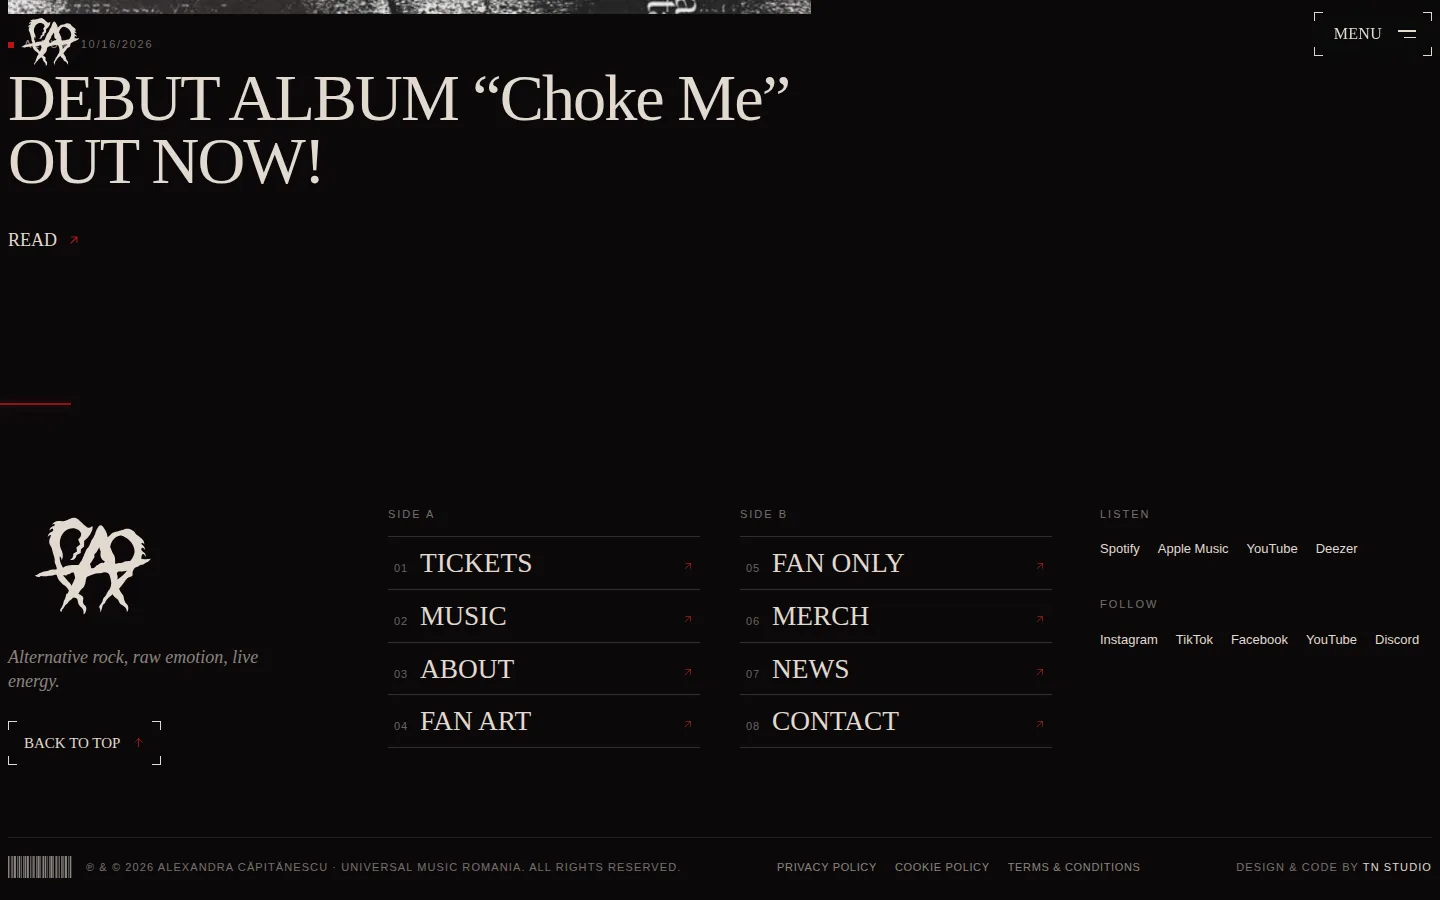 10/16/2026
MENU
DEBUT ALBUM “Choke Me”
OUT NOW!
READ
SIDE A
01 TICKETS
02 MUSIC
03 ABOUT
04 FAN ART
SIDE B
05 FAN ONLY
06 MERCH
07 NEWS
08 CONTACT
LISTEN
Spotify Apple Music YouTube Deezer
FOLLOW
Instagram TikTok Facebook YouTube Discord
Alternative rock, raw emotion, live
energy.
BACK TO TOP
℗ & © 2026 ALEXANDRA CĂPITĂNESCU · UNIVERSAL MUSIC ROMANIA. ALL RIGHTS RESERVED.
PRIVACY POLICY COOKIE POLICY TERMS & CONDITIONS
DESIGN & CODE BY TN STUDIO